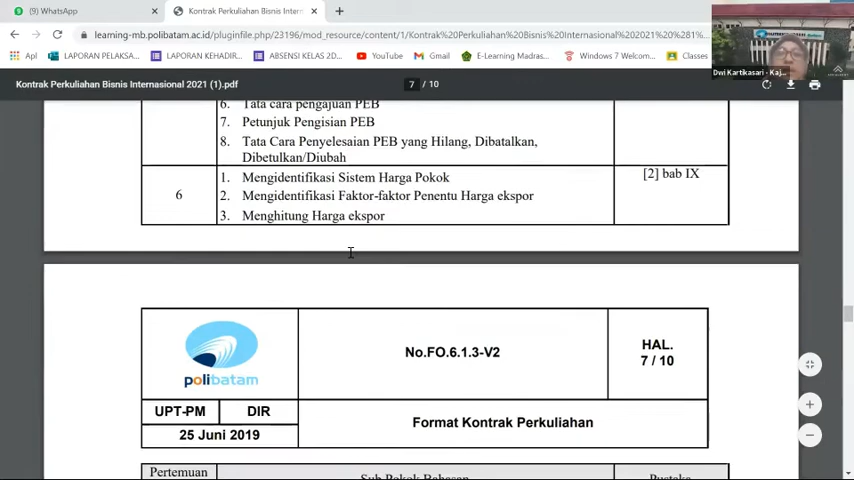 (9) WhatsApp
Kontrak Perkuliahan Bisnis Intern
learning-mb.polibatam.ac.id/pluginfile.php/23196/mod_resource/content/1/Kontrak%20Perkuliahan%20Bisnis%20Internasional%202021%20%281%...
Apl
LAPORAN PELAKSA...
LAPORAN KEHADIR...
ABSENSI KELAS 2D...
YouTube
Gmail
E-Learning Madras...
Windows 7 Welcom...
Classes
Dwi Kartikasari - Kaj
Kontrak Perkuliahan Bisnis Internasional 2021 (1).pdf
7 / 10
6. Tata cara pengajuan PEB
7. Petunjuk Pengisian PEB
8. Tata Cara Penyelesaian PEB yang Hilang, Dibatalkan,
Dibetulkan/Diubah
6
1. Mengidentifikasi Sistem Harga Pokok
[2] bab IX
2. Mengidentifikasi Faktor-faktor Penentu Harga ekspor
3. Menghitung Harga ekspor
polibatam
No.FO.6.1.3-V2
HAL.
7 / 10
UPT-PM
DIR
25 Juni 2019
Format Kontrak Perkuliahan
Pertemuan
Sub Pokok Bahasan
Pustaka